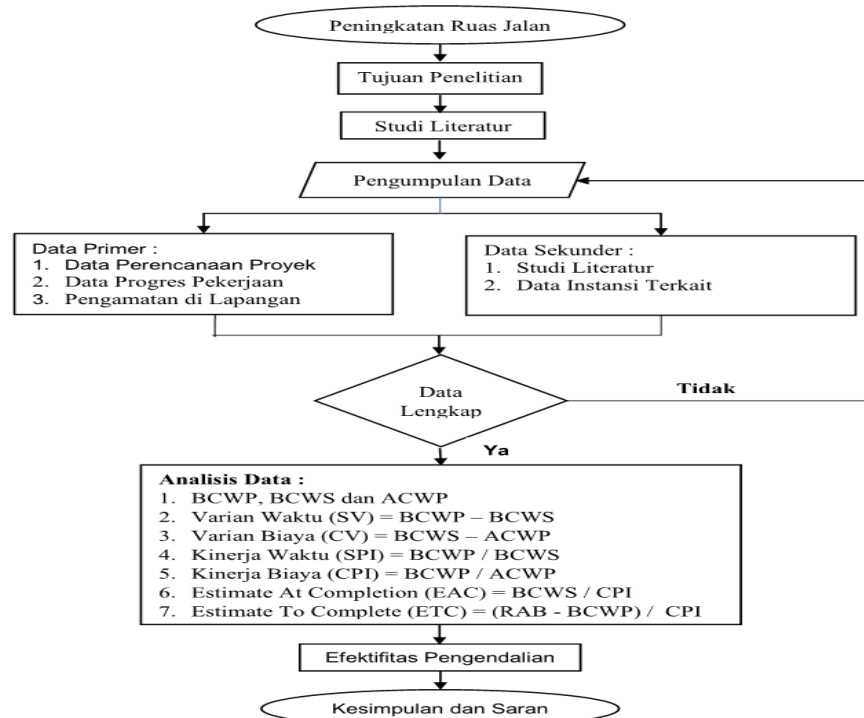 Peningkatan Ruas Jalan
Tujuan Penelitian
Studi Literatur
Pengumpulan Data
Data Primer :
1. Data Perencanaan Proyek
2. Data Progres Pekerjaan
3. Pengamatan di Lapangan
Data Sekunder :
1. Studi Literatur
2. Data Instansi Terkait
Data
Lengkap
Tidak
Ya
Analisis Data :
1. BCWP, BCWS dan ACWP
2. Varian Waktu (SV) = BCWP – BCWS
3. Varian Biaya (CV) = BCWS – ACWP
4. Kinerja Waktu (SPI) = BCWP / BCWS
5. Kinerja Biaya (CPI) = BCWP / ACWP
6. Estimate At Completion (EAC) = BCWS / CPI
7. Estimate To Complete (ETC) = (RAB - BCWP) / CPI
Efektifitas Pengendalian
Kesimpulan dan Saran